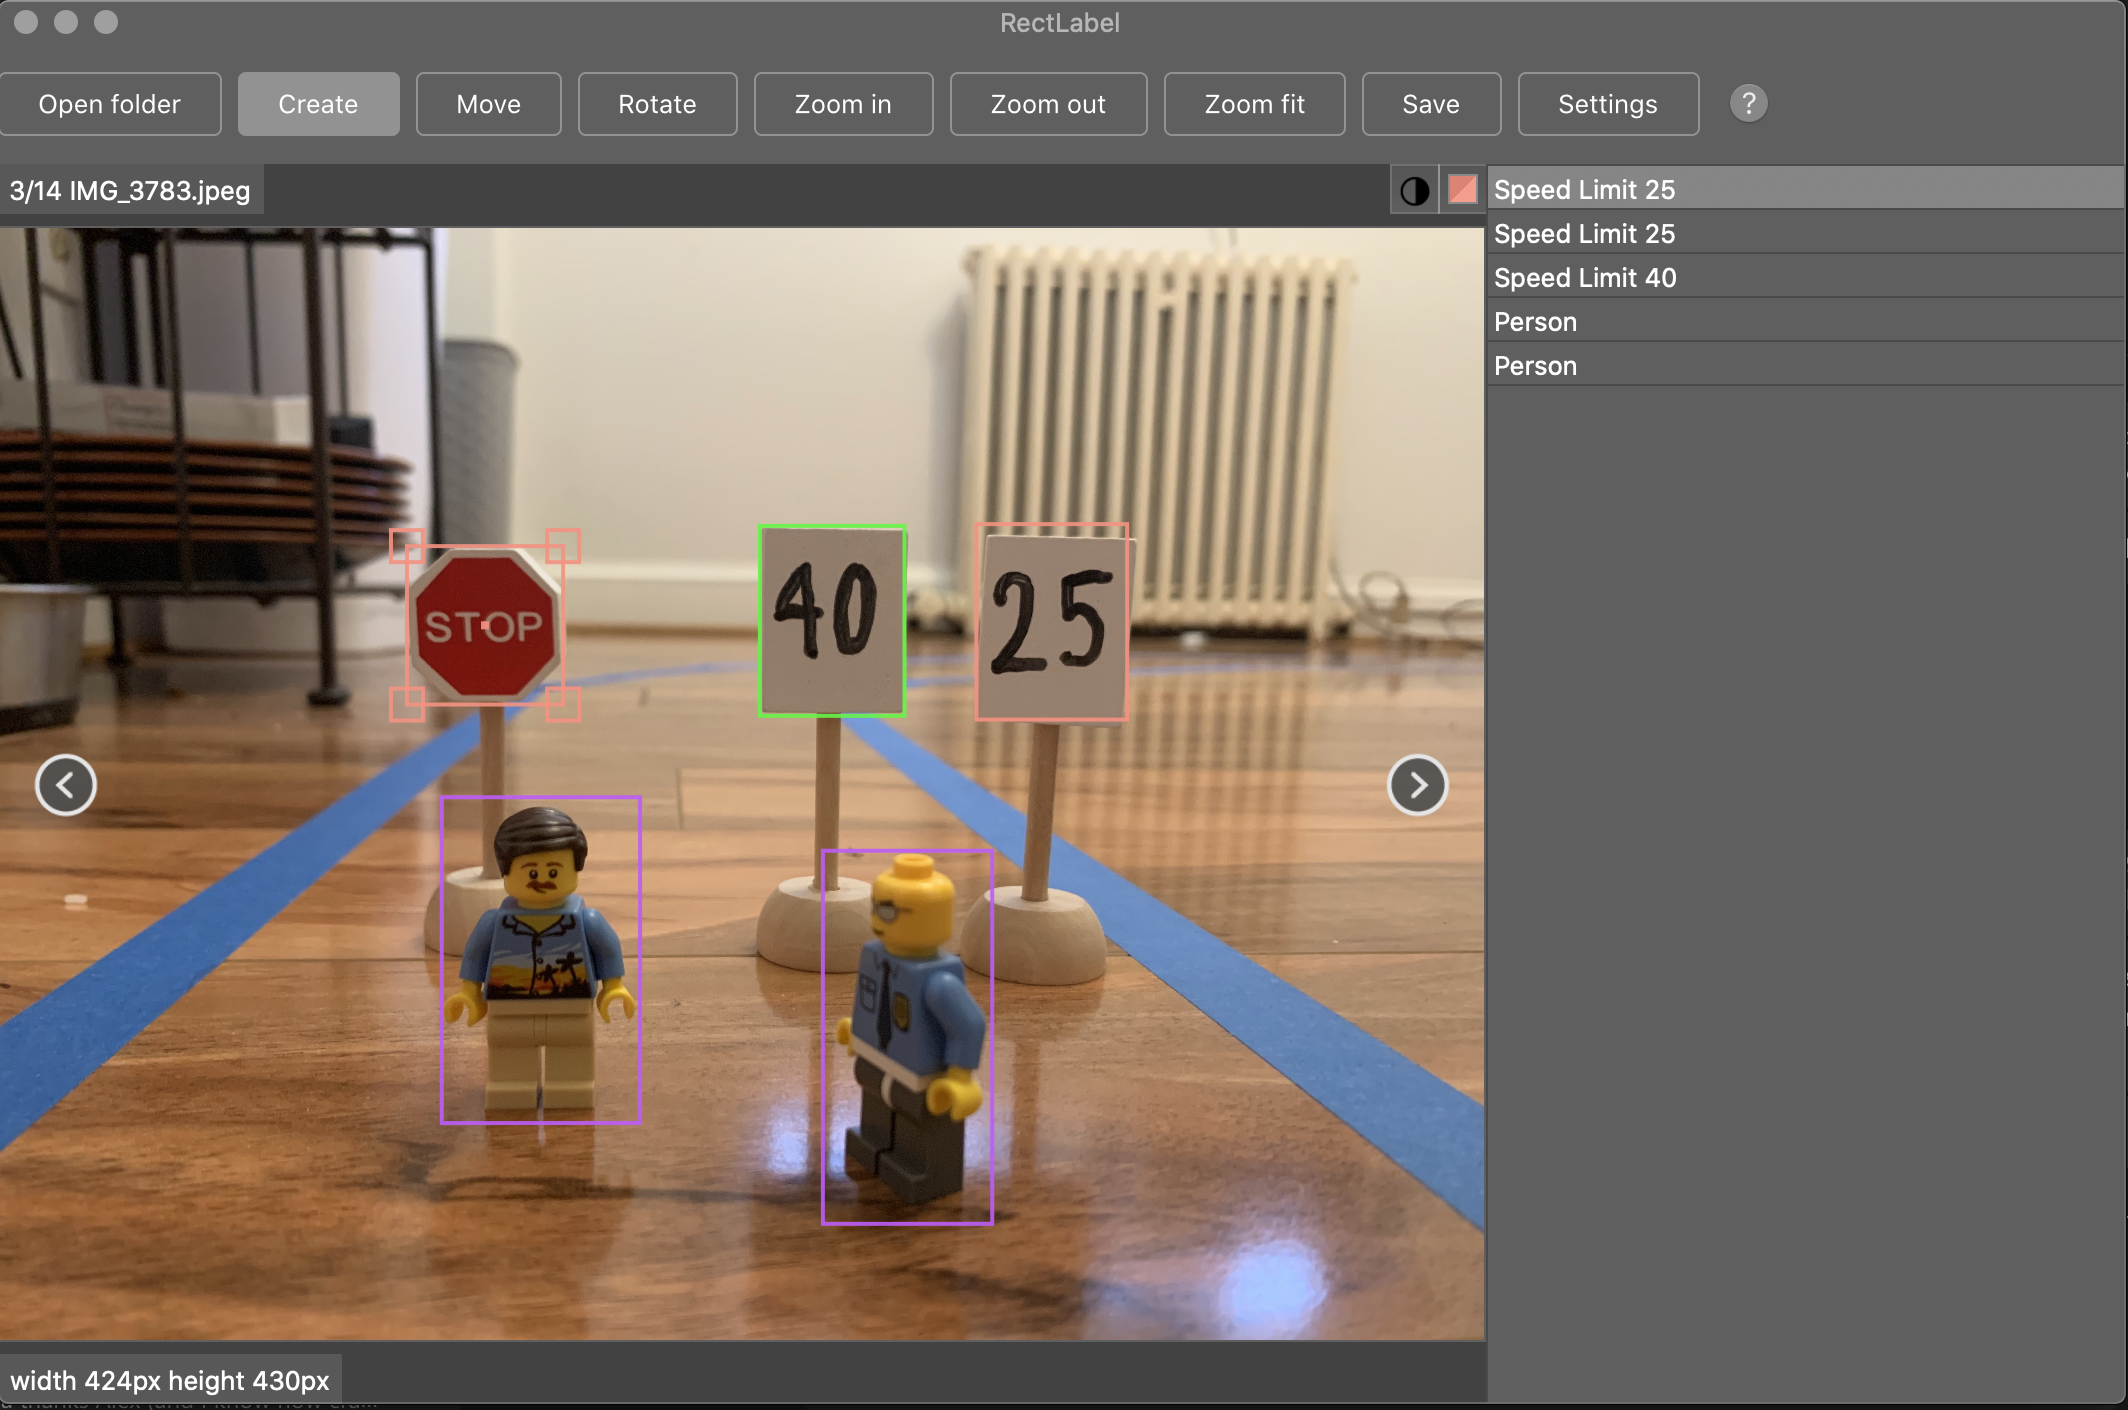 RectLabel
Open folder Create Move Rotate Zoom in Zoom out Zoom fit Save Settings ?
3/14 IMG_3783.jpeg
Speed Limit 25
Speed Limit 25
Speed Limit 40
Person
Person
STOP
40
25
width 424px height 430px